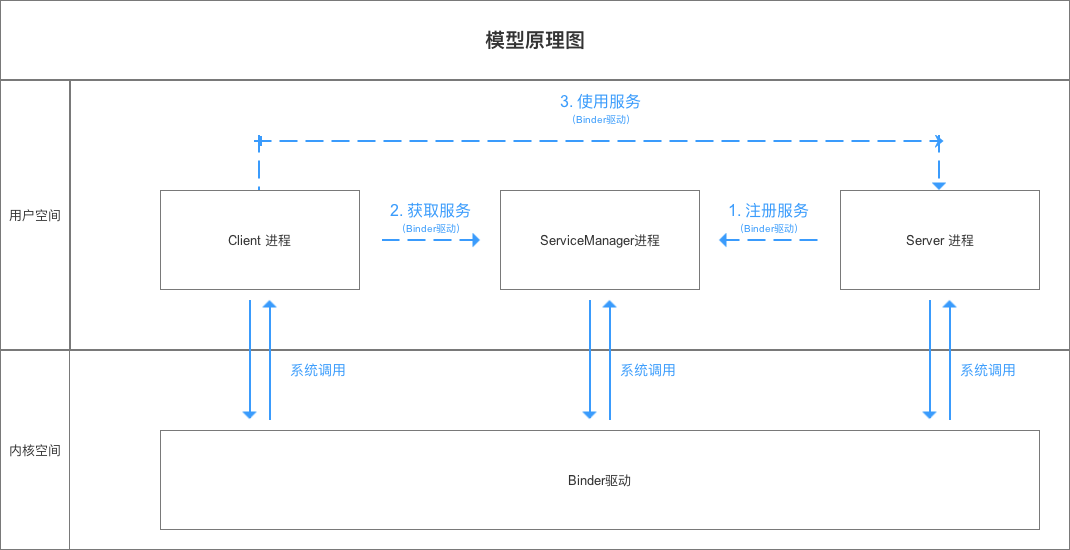 模型原理图
3. 使用服务
(Binder驱动)
用户空间
2. 获取服务
(Binder驱动)
1. 注册服务
(Binder驱动)
Client 进程
ServiceManager进程
Server 进程
系统调用
系统调用
系统调用
内核空间
Binder驱动